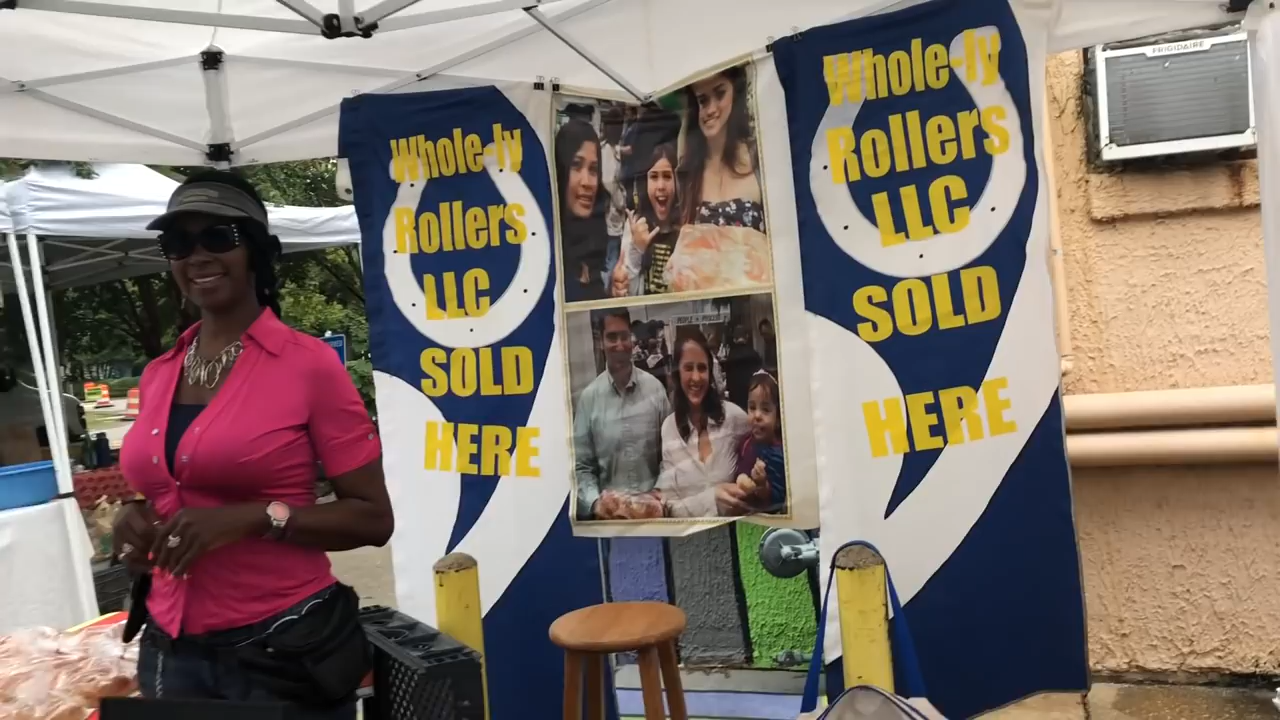 Whole-ly
Rollers
LLC
SOLD
HERE
Whole-ly
Rollers
LLC
SOLD
HERE
FRIGIDAIRE